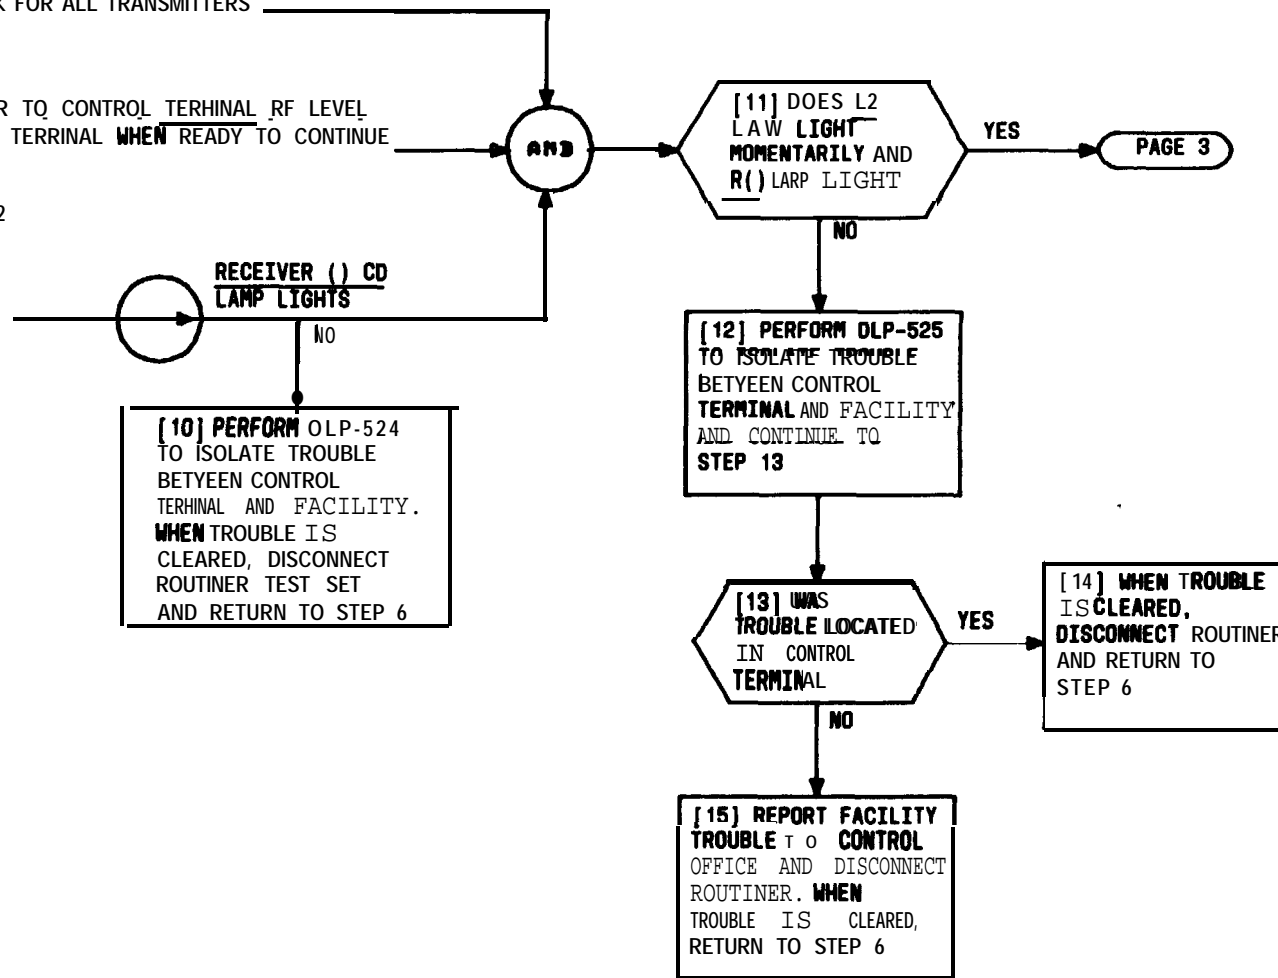 K FOR ALL TRANSMITTERS
R TO CONTROL TERHINAL RF LEVEL
TERRINAL WHEN READY TO CONTINUE
2
AND
[11] DOES L2
LAW LIGHT
MOMENTARILY AND
R() LARP LIGHT
YES
PAGE 3
NO
RECEIVER () CD
LAMP LIGHTS
NO
[10] PERFORM OLP-524
TO ISOLATE TROUBLE
BETYEEN CONTROL
TERHINAL AND FACILITY.
WHEN TROUBLE IS
CLEARED, DISCONNECT
ROUTINER TEST SET
AND RETURN TO STEP 6
[12] PERFORM DLP-525
TO ISOLATE TROUBLE
BETYEEN CONTROL
TERMINAL AND FACILITY
AND CONTINUE TO
STEP 13
[13] WAS
TROUBLE LOCATED
IN CONTROL
TERMINAL
YES
[14] WHEN TROUBLE
IS CLEARED,
DISCONNECT ROUTINER
AND RETURN TO
STEP 6
NO
[15] REPORT FACILITY
TROUBLE TO CONTROL
OFFICE AND DISCONNECT
ROUTINER. WHEN
TROUBLE IS CLEARED,
RETURN TO STEP 6